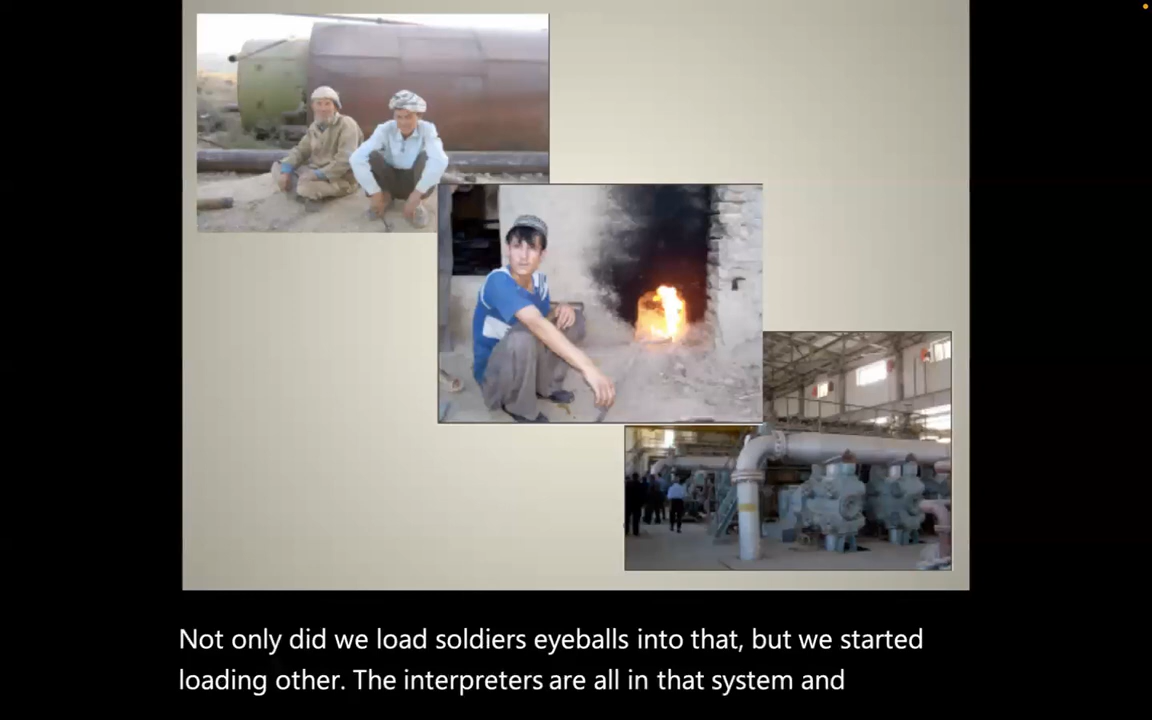 Not only did we load soldiers eyeballs into that, but we started
loading other. The interpreters are all in that system and